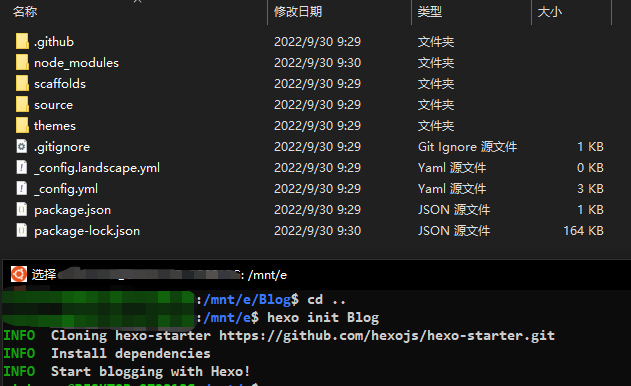 名称 修改日期 类型 大小
.github 2022/9/30 9:29 文件夹
node_modules 2022/9/30 9:30 文件夹
scaffolds 2022/9/30 9:29 文件夹
source 2022/9/30 9:29 文件夹
themes 2022/9/30 9:29 文件夹
.gitignore 2022/9/30 9:29 Git Ignore 源文件 1 KB
_config.landscape.yml 2022/9/30 9:29 Yaml 源文件 0 KB
_config.yml 2022/9/30 9:29 Yaml 源文件 3 KB
package.json 2022/9/30 9:29 JSON 源文件 1 KB
package-lock.json 2022/9/30 9:30 JSON 源文件 164 KB
选择 : /mnt/e
:/mnt/e/Blog$ cd ..
:/mnt/e$ hexo init Blog
INFO Cloning hexo-starter https://github.com/hexojs/hexo-starter.git
INFO Install dependencies
INFO Start blogging with Hexo!